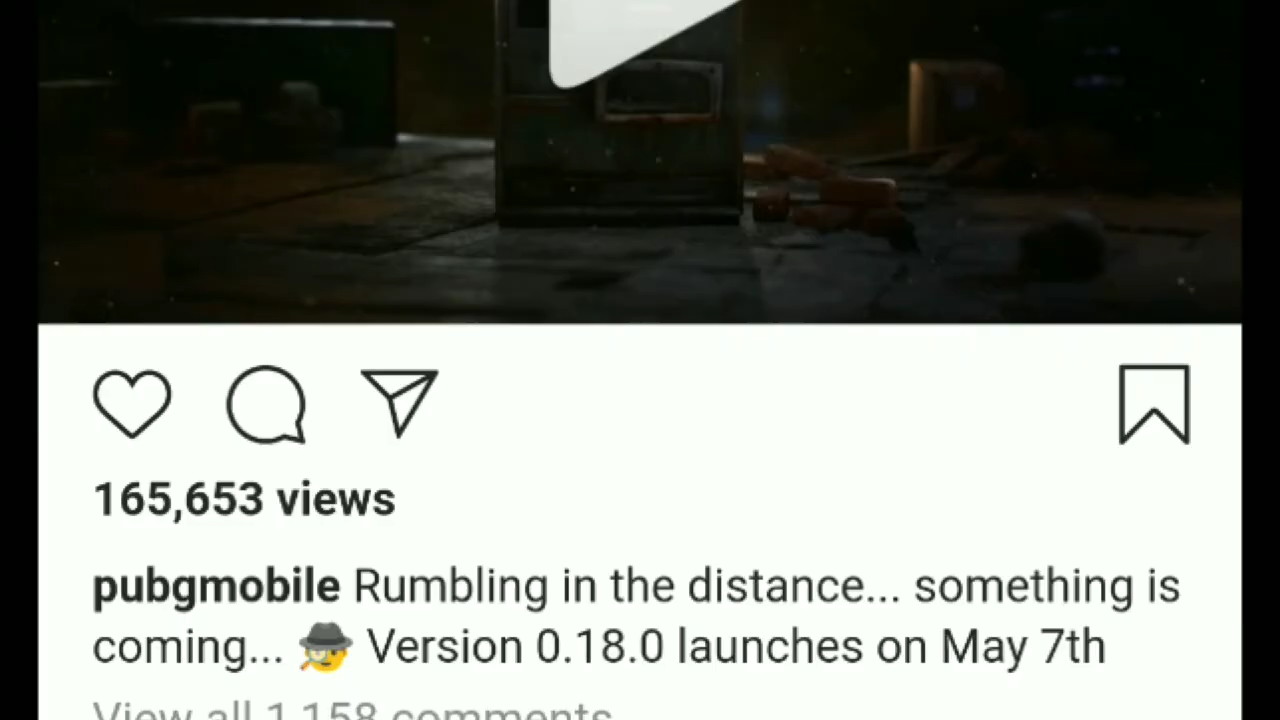 165,653 views
pubgmobile Rumbling in the distance... something is
coming... 🕵️ Version 0.18.0 launches on May 7th
View all 1,158 comments